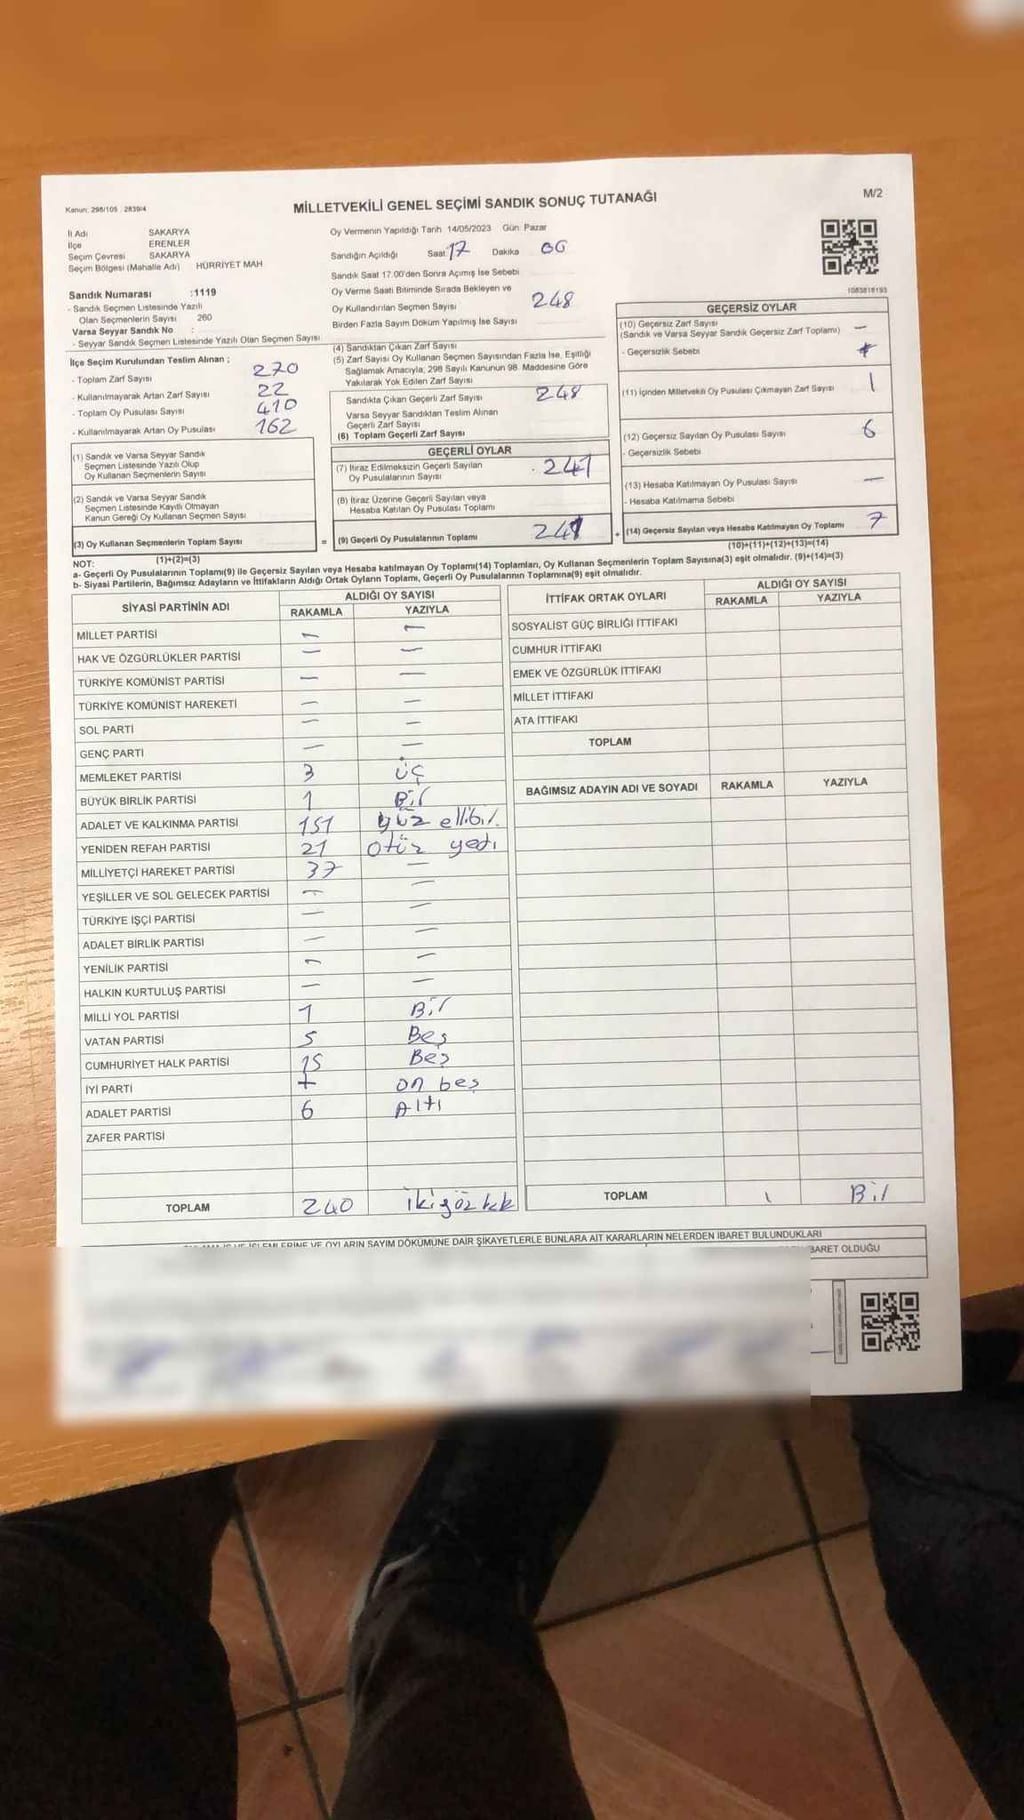 Kanun: 298/105 : 2839/4
MİLLETVEKİLİ GENEL SEÇİMİ SANDIK SONUÇ TUTANAĞI
M/2
İl Adı SAKARYA
İlçe ERENLER
Seçim Çevresi SAKARYA
Seçim Bölgesi (Mahalle Adı) HÜRRİYET MAH
Sandık Numarası :1119
- Sandık Seçmen Listesinde Yazılı
Olan Seçmenlerin Sayısı 260
Varsa Seyyar Sandık No :
- Seyyar Sandık Seçmen Listesinde Yazılı Olan Seçmen Sayısı
İlçe Seçim Kurulundan Teslim Alınan ;
- Toplam Zarf Sayısı 270
- Kullanılmayarak Artan Zarf Sayısı 22
- Toplam Oy Pusulası Sayısı 410
- Kullanılmayarak Artan Oy Pusulası 162
(1) Sandık ve Varsa Seyyar Sandık
Seçmen Listesinde Yazılı Olup
Oy Kullanan Seçmenlerin Sayısı
(2) Sandık ve Varsa Seyyar Sandık
Seçmen Listesinde Kayıtlı Olmayan
Kanun Gereği Oy Kullanan Seçmen Sayısı
(3) Oy Kullanan Seçmenlerin Toplam Sayısı =
(1)+(2)=(3)
Oy Vermenin Yapıldığı Tarih 14/05/2023 Gün: Pazar
Sandığın Açıldığı Saat 17 Dakika 06
Sandık Saat 17.00'den Sonra Açımış İse Sebebi
Oy Verme Saati Bitiminde Sırada Bekleyen ve
Oy Kullandırılan Seçmen Sayısı 248
Birden Fazla Sayım Döküm Yapılmış İse Sayısı
(4) Sandıktan Çıkan Zarf Sayısı
(5) Zarf Sayısı Oy Kullanan Seçmen Sayısından Fazla İse, Eşitliği
Sağlamak Amacıyla, 298 Sayılı Kanunun 98. Maddesine Göre
Yakılarak Yok Edilen Zarf Sayısı
Sandıkta Çıkan Geçerli Zarf Sayısı 248
Varsa Seyyar Sandıktan Teslim Alınan
Geçerli Zarf Sayısı
(6) Toplam Geçerli Zarf Sayısı
GEÇERLİ OYLAR
(7) İtiraz Edilmeksizin Geçerli Sayılan
Oy Pusulalarının Sayısı 241
(8) İtiraz Üzerine Geçerli Sayılan veya
Hesaba Katılan Oy Pusulası Toplamı
(9) Geçerli Oy Pusulalarının Toplamı 241 +
1083818193
GEÇERSİZ OYLAR
(10) Geçersiz Zarf Sayısı —
(Sandık ve Varsa Seyyar Sandık Geçersiz Zarf Toplamı)
- Geçersizlik Sebebi
(11) İçinden Milletvekili Oy Pusulası Çıkmayan Zarf Sayısı 1
(12) Geçersiz Sayılan Oy Pusulası Sayısı 6
- Geçersizlik Sebebi
(13) Hesaba Katılmayan Oy Pusulası Sayısı —
- Hesaba Katılmama Sebebi
(14) Geçersiz Sayılan veya Hesaba Katılmayan Oy Toplamı 7
(10)+(11)+(12)+(13)=(14)
NOT:
a- Geçerli Oy Pusulalarının Toplamı(9) ile Geçersiz Sayılan veya Hesaba Katılmayan Oy Toplamı(14) Toplamları, Oy Kullanan Seçmenlerin Toplam Sayısına(3) eşit olmalıdır. (9)+(14)=(3)
b- Siyasi Partilerin, Bağımsız Adayların ve İttifakların Aldığı Ortak Oyların Toplamı, Geçerli Oy Pusulalarının Toplamına(9) eşit olmalıdır.
SİYASİ PARTİNİN ADI ALDIĞI OY SAYISI
RAKAMLA YAZIYLA
MİLLET PARTİSİ — —
HAK VE ÖZGÜRLÜKLER PARTİSİ — —
TÜRKİYE KOMÜNİST PARTİSİ — —
TÜRKİYE KOMÜNİST HAREKETİ — —
SOL PARTİ — —
GENÇ PARTİ — —
MEMLEKET PARTİSİ 3 üç
BÜYÜK BİRLİK PARTİSİ 1 Bir
ADALET VE KALKINMA PARTİSİ 151 yüz ellibir
YENİDEN REFAH PARTİSİ 21 otüz yedi
MİLLİYETÇİ HAREKET PARTİSİ 37 —
YEŞİLLER VE SOL GELECEK PARTİSİ — —
TÜRKİYE İŞÇİ PARTİSİ — —
ADALET BİRLİK PARTİSİ — —
YENİLİK PARTİSİ — —
HALKIN KURTULUŞ PARTİSİ — —
MİLLİ YOL PARTİSİ 1 Bir
VATAN PARTİSİ 5 Beş
CUMHURİYET HALK PARTİSİ 15 Beş
İYİ PARTİ on beş
ADALET PARTİSİ 6 Altı
ZAFER PARTİSİ
TOPLAM 240
İTTİFAK ORTAK OYLARI ALDIĞI OY SAYISI
RAKAMLA YAZIYLA
SOSYALİST GÜÇ BİRLİĞİ İTTİFAKI
CUMHUR İTTİFAKI
EMEK VE ÖZGÜRLÜK İTTİFAKI
MİLLET İTTİFAKI
ATA İTTİFAKI
TOPLAM
BAĞIMSIZ ADAYIN ADI VE SOYADI RAKAMLA YAZIYLA
TOPLAM 1 Bir
OYLARIN SAYIM DÖKÜMÜNE DAİR ŞİKAYETLERLE BUNLARA AİT KARARLARIN NELERDEN İBARET BULUNDUKLARI
İBARET OLDUĞU